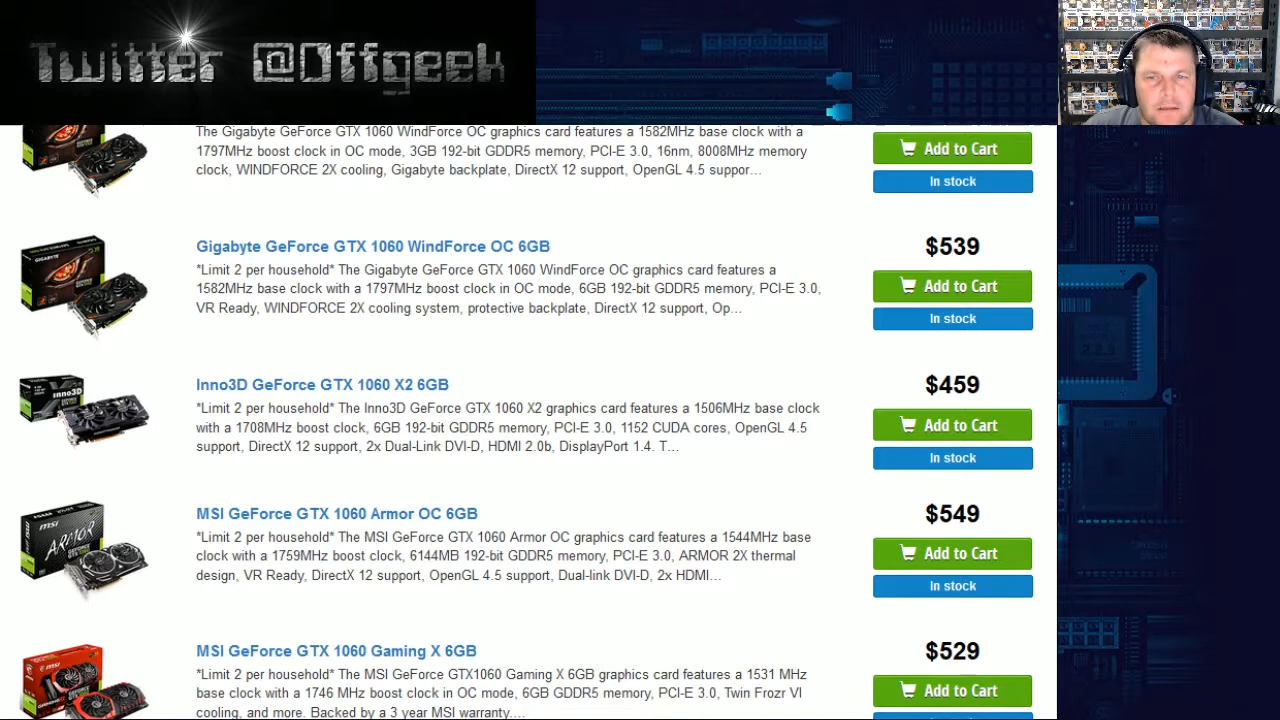 Twitter @Offgeek
The Gigabyte GeForce GTX 1060 WindForce OC graphics card features a 1582MHz base clock with a
1797MHz boost clock in OC mode, 3GB 192-bit GDDR5 memory, PCI-E 3.0, 16nm, 8008MHz memory
clock, WINDFORCE 2X cooling, Gigabyte backplate, DirectX 12 support, OpenGL 4.5 suppor...
Add to Cart
In stock
Gigabyte GeForce GTX 1060 WindForce OC 6GB
*Limit 2 per household* The Gigabyte GeForce GTX 1060 WindForce OC graphics card features a
1582MHz base clock with a 1797MHz boost clock in OC mode, 6GB 192-bit GDDR5 memory, PCI-E 3.0,
VR Ready, WINDFORCE 2X cooling system, protective backplate, DirectX 12 support, Op...
$539
Add to Cart
In stock
inno3D
Inno3D GeForce GTX 1060 X2 6GB
*Limit 2 per household* The Inno3D GeForce GTX 1060 X2 graphics card features a 1506MHz base clock
with a 1708MHz boost clock, 6GB 192-bit GDDR5 memory, PCI-E 3.0, 1152 CUDA cores, OpenGL 4.5
support, DirectX 12 support, 2x Dual-Link DVI-D, HDMI 2.0b, DisplayPort 1.4. T...
$459
Add to Cart
In stock
msi
ARMOR
MSI GeForce GTX 1060 Armor OC 6GB
*Limit 2 per household* The MSI GeForce GTX 1060 Armor OC graphics card features a 1544MHz base
clock with a 1759MHz boost clock, 6144MB 192-bit GDDR5 memory, PCI-E 3.0, ARMOR 2X thermal
design, VR Ready, DirectX 12 support, OpenGL 4.5 support, Dual-link DVI-D, 2x HDMI...
$549
Add to Cart
In stock
msi
MSI GeForce GTX 1060 Gaming X 6GB
*Limit 2 per household* The MSI GeForce GTX1060 Gaming X 6GB graphics card features a 1531 MHz
base clock with a 1746 MHz boost clock in OC mode, 6GB GDDR5 memory, PCI-E 3.0, Twin Frozr VI
cooling, and more. Backed by a 3 year MSI warranty....
$529
Add to Cart